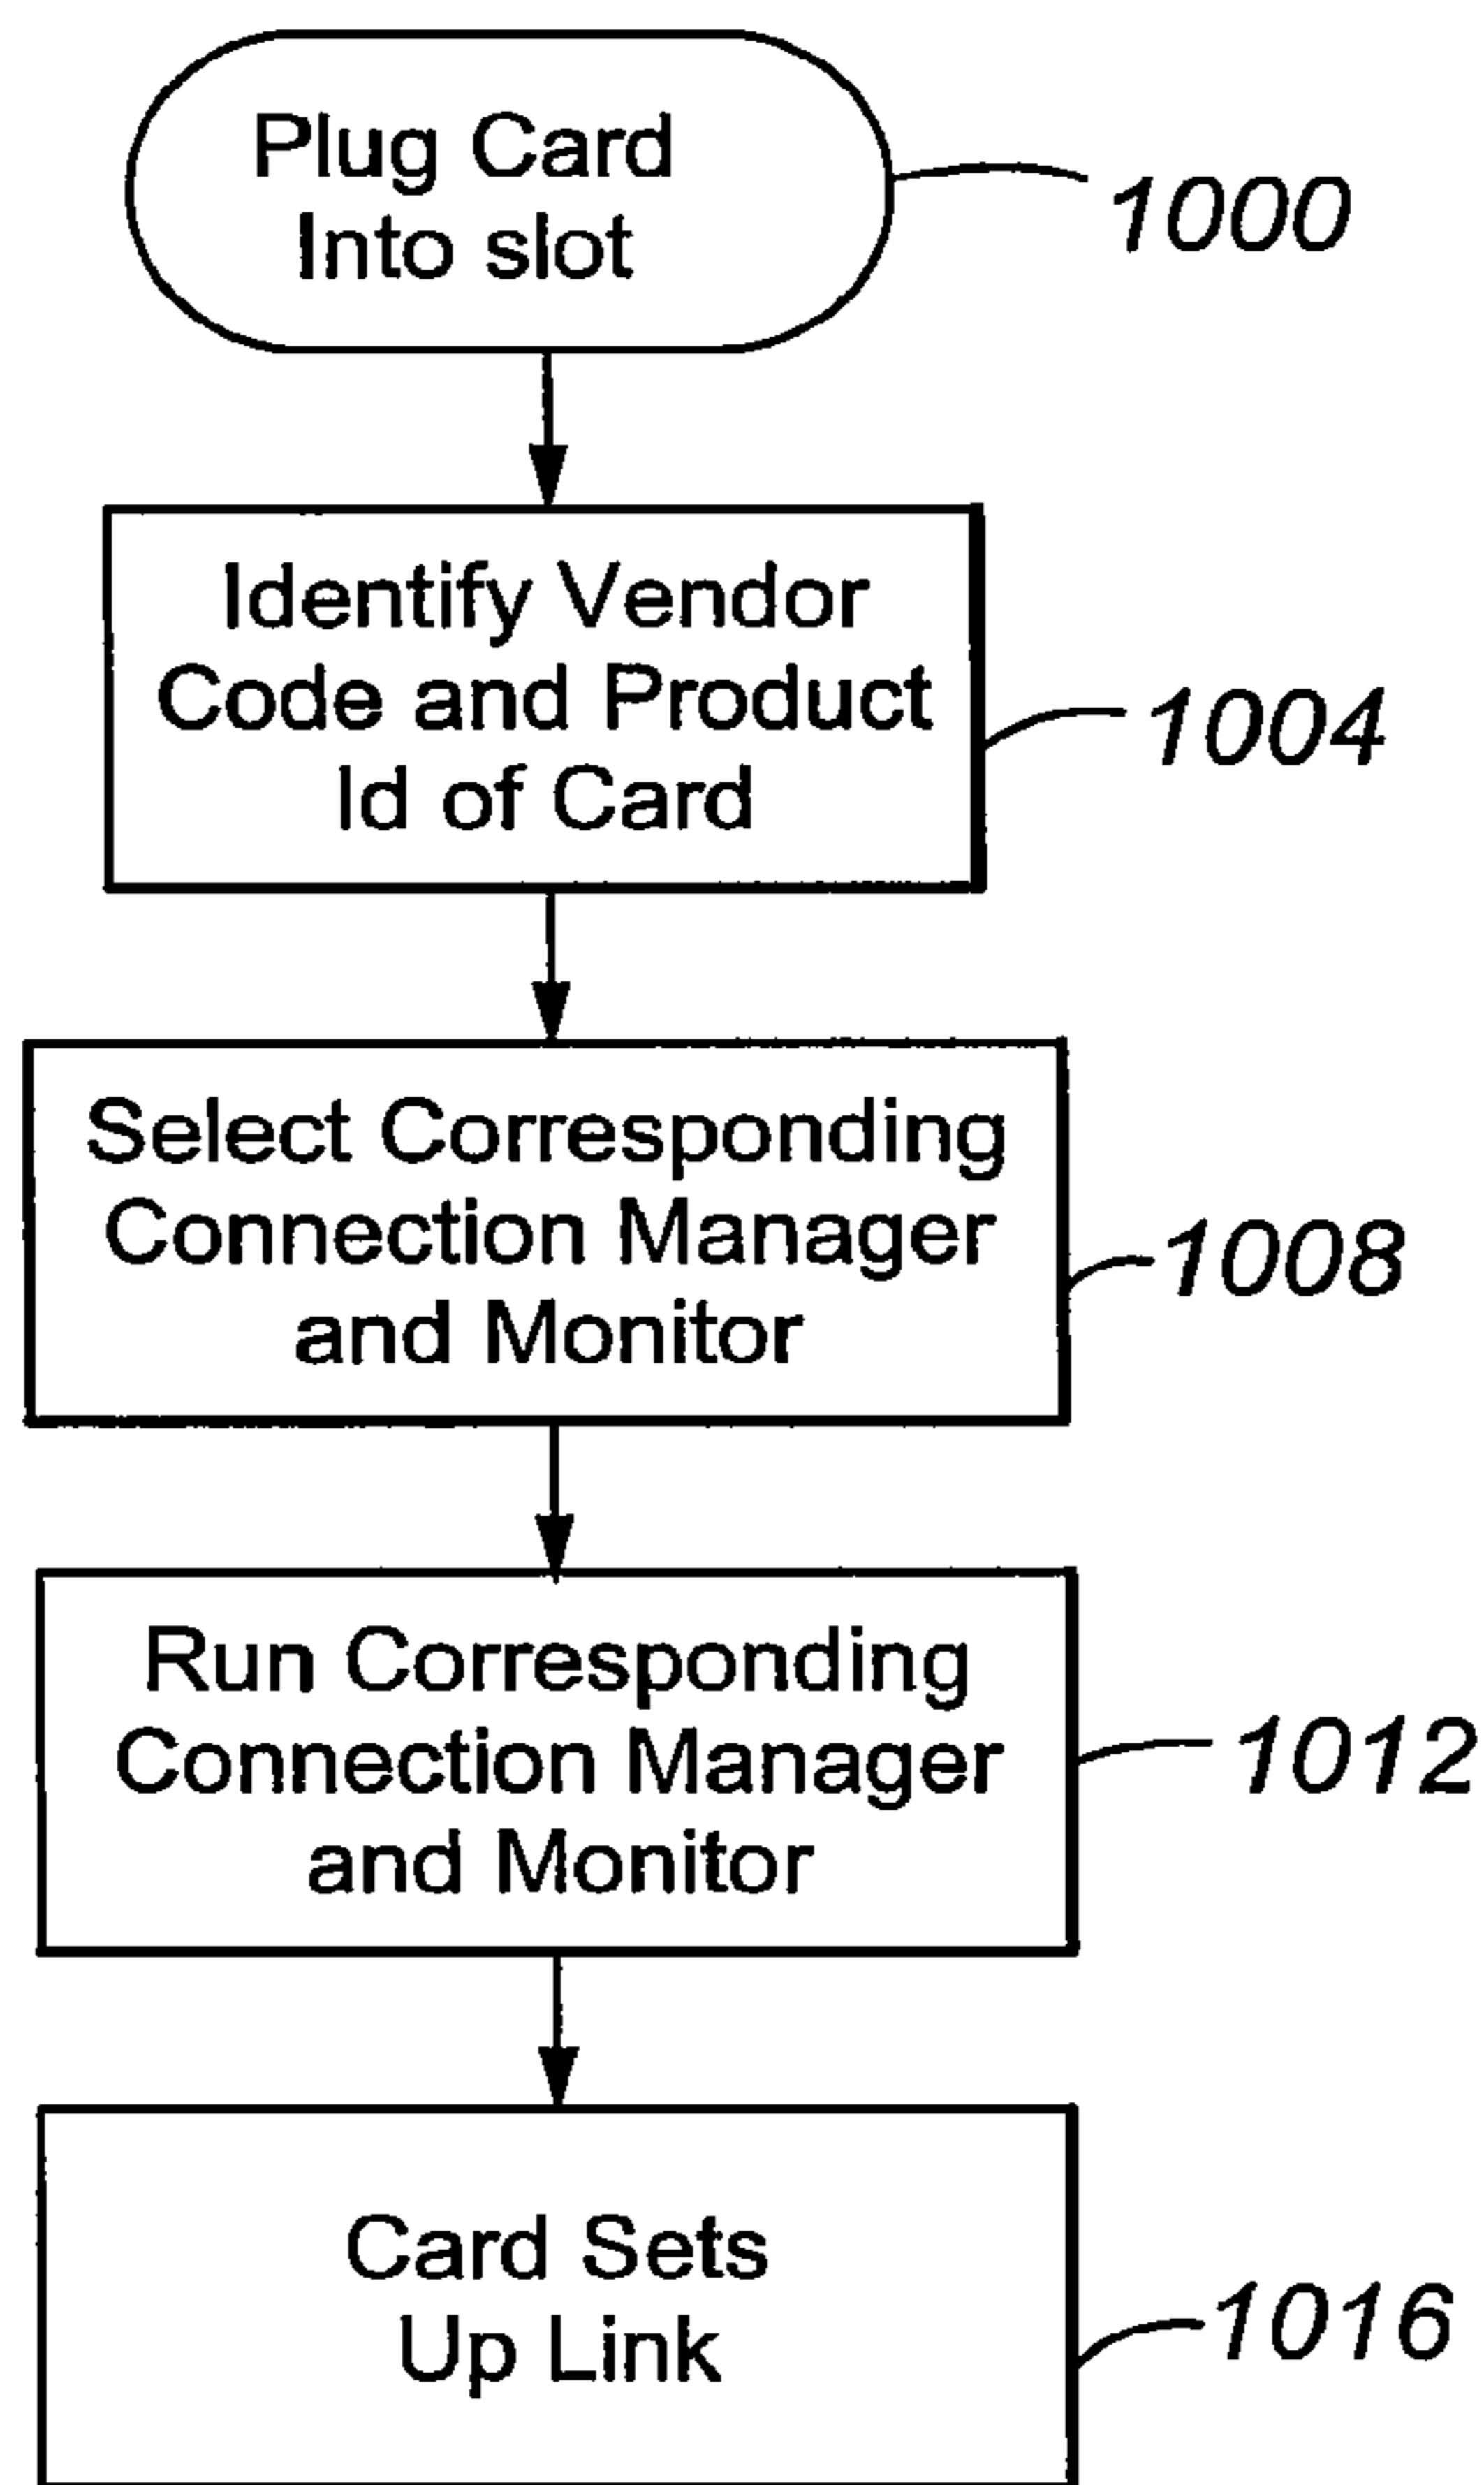 Plug Card
Into slot
1000
Identify Vendor
Code and Product
Id of Card
1004
Select Corresponding
Connection Manager
and Monitor
1008
Run Corresponding
Connection Manager
and Monitor
1012
Card Sets
Up Link
1016